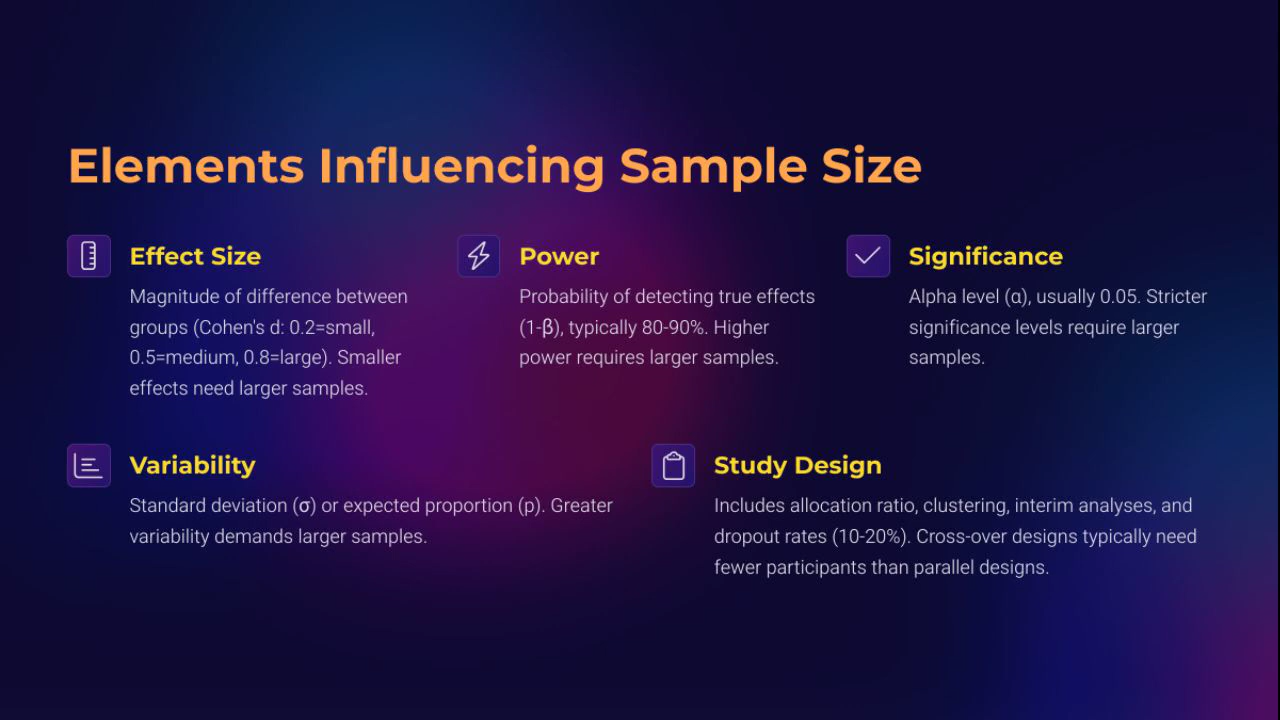 Elements Influencing Sample Size
Effect Size
Magnitude of difference between
groups (Cohen's d: 0.2=small,
0.5=medium, 0.8=large). Smaller
effects need larger samples.
Power
Probability of detecting true effects
(1-β), typically 80-90%. Higher
power requires larger samples.
Significance
Alpha level (α), usually 0.05. Stricter
significance levels require larger
samples.
Variability
Standard deviation (σ) or expected proportion (p). Greater
variability demands larger samples.
Study Design
Includes allocation ratio, clustering, interim analyses, and
dropout rates (10-20%). Cross-over designs typically need
fewer participants than parallel designs.